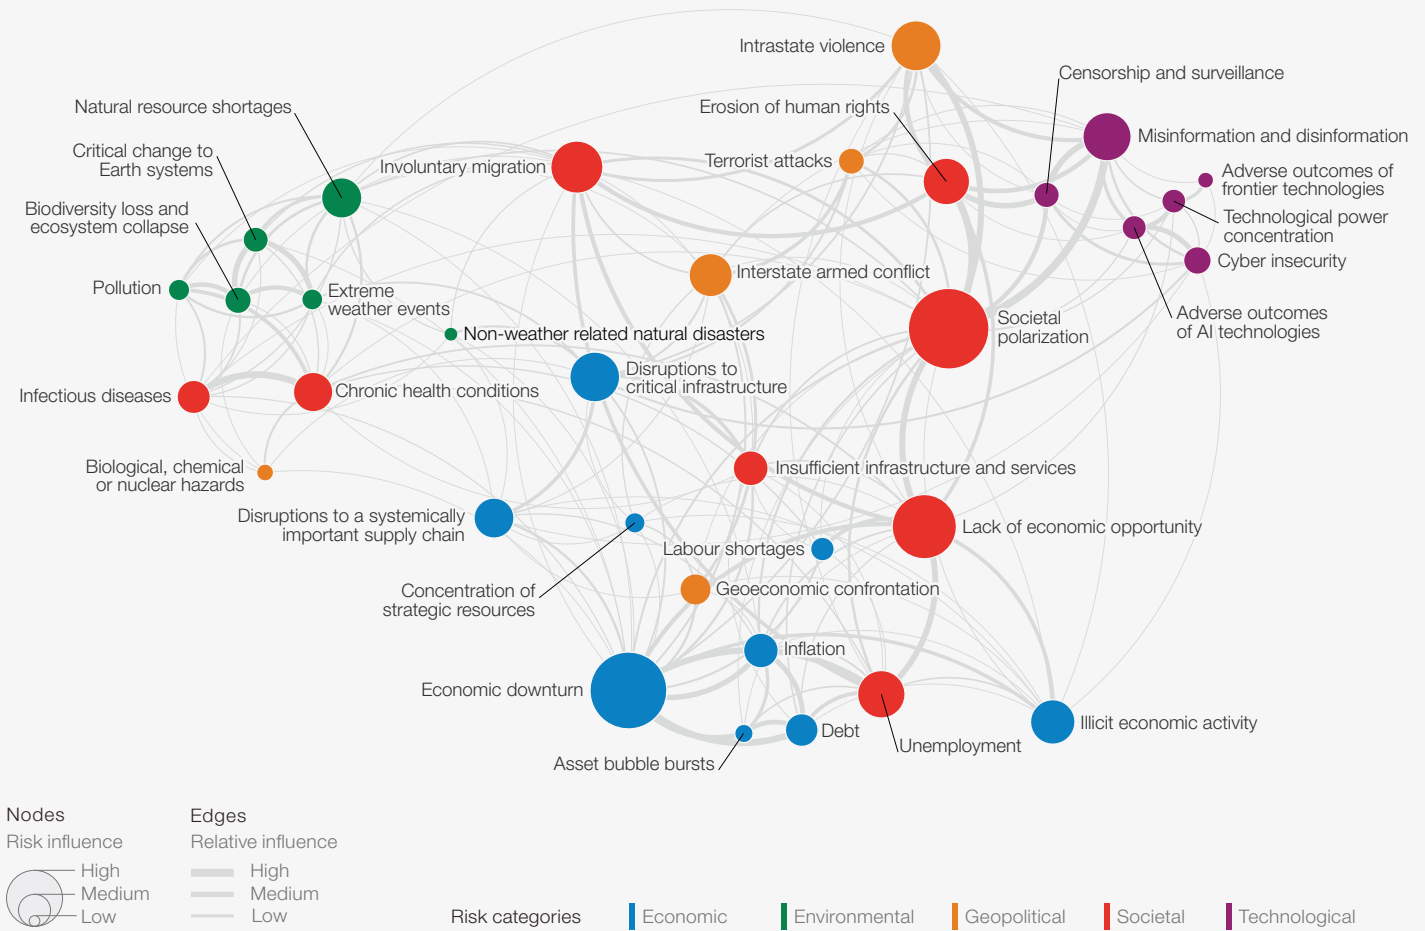 Intrastate violence
Censorship and surveillance
Natural resource shortages
Erosion of human rights
Misinformation and disinformation
Critical change to
Earth systems
Involuntary migration
Terrorist attacks
Adverse outcomes of
frontier technologies
Biodiversity loss and
ecosystem collapse
Technological power
concentration
Cyber insecurity
Interstate armed conflict
Pollution
Extreme
weather events
Societal
polarization
Adverse outcomes
of AI technologies
Non-weather related natural disasters
Disruptions to
critical infrastructure
Infectious diseases
Chronic health conditions
Biological, chemical
or nuclear hazards
Insufficient infrastructure and services
Disruptions to a systemically
important supply chain
Lack of economic opportunity
Labour shortages
Concentration of
strategic resources
Geoeconomic confrontation
Inflation
Economic downturn
Illicit economic activity
Debt
Unemployment
Asset bubble bursts
Nodes
Risk influence
High
Medium
Low
Edges
Relative influence
High
Medium
Low
Risk categories
Economic
Environmental
Geopolitical
Societal
Technological